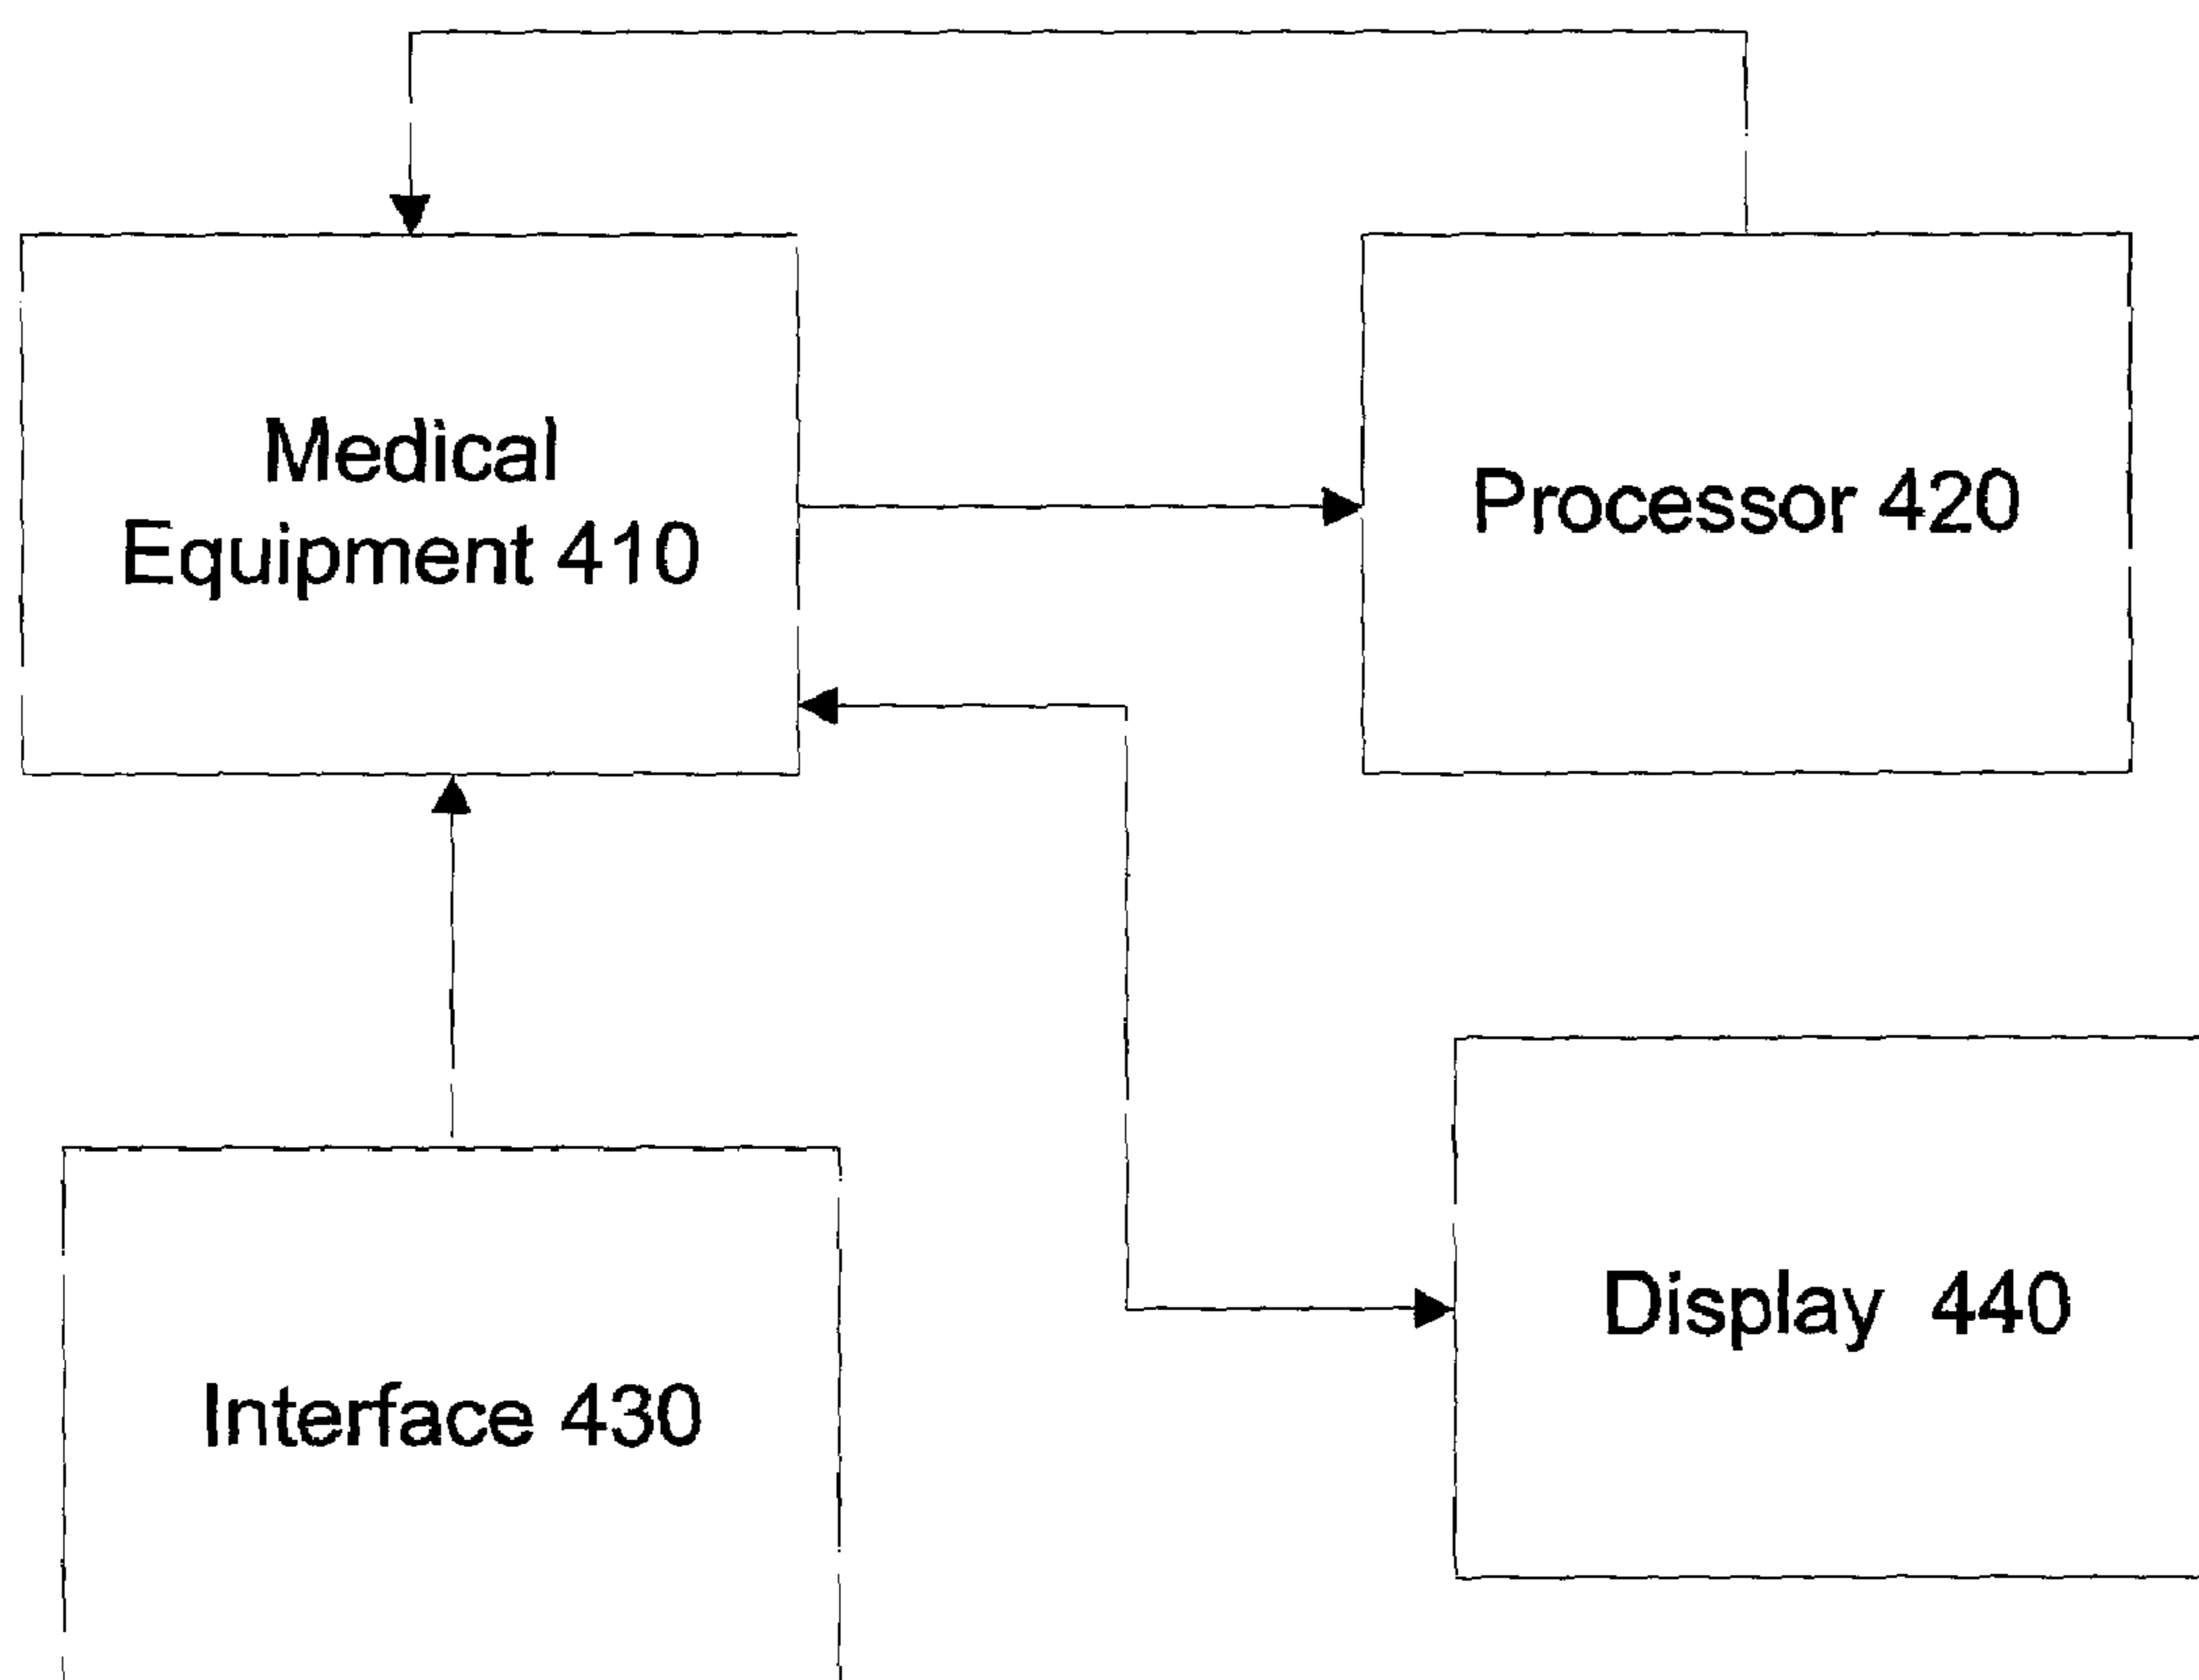 Medical
Equipment 410
Processor 420
Display 440
Interface 430